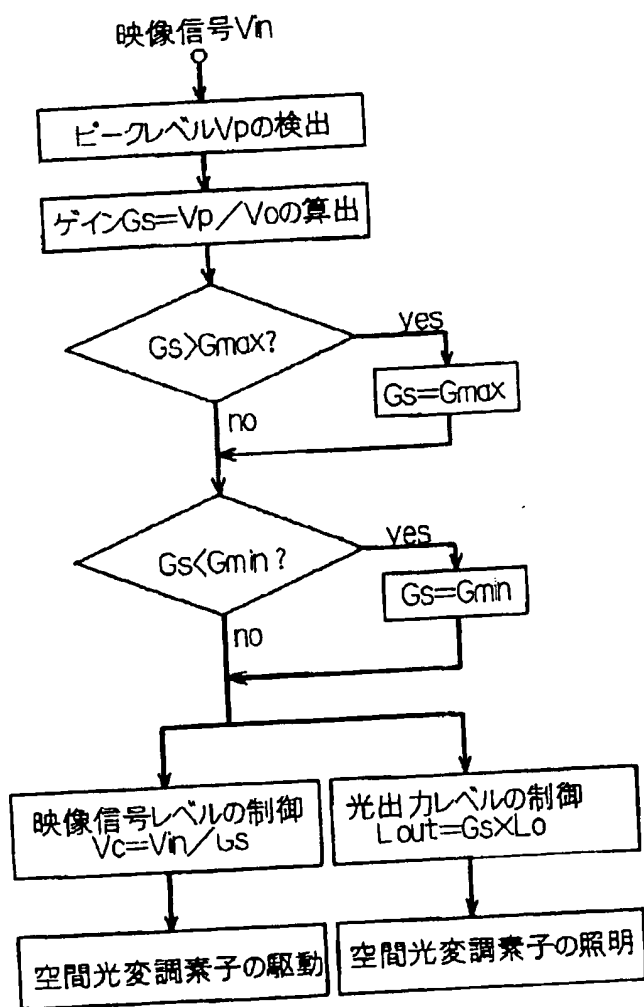 映像信号Vin
ピークレベルVpの検出
ゲインGs=Vp/Voの算出
Gs>Gmax?
yes
Gs=Gmax
no
Gs<Gmin?
yes
Gs=Gmin
no
映像信号レベルの制御
Vc=Vin/Gs
光出力レベルの制御
Lout=Gs×Lo
空間光変調素子の駆動
空間光変調素子の照明